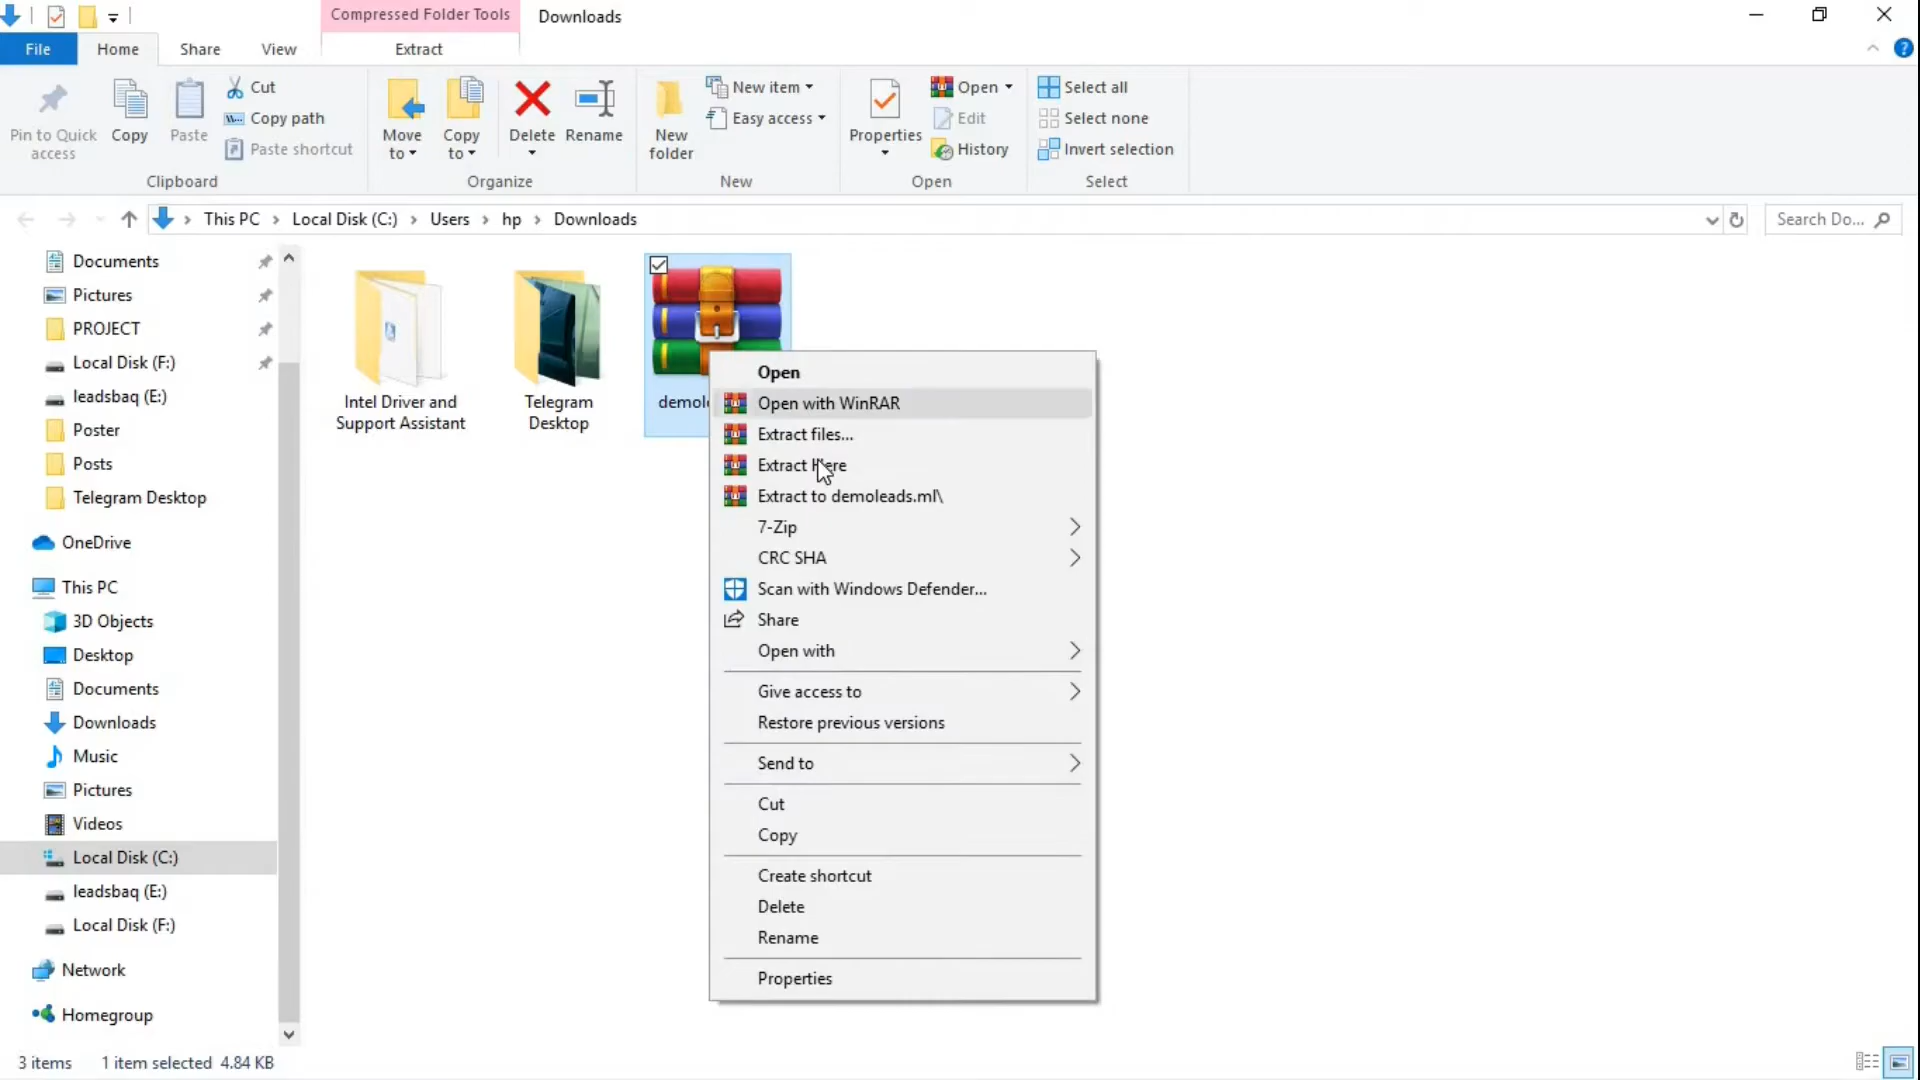 Compressed Folder Tools
Downloads
File
Home
Share
View
Extract
Pin to Quick access
Copy
Paste
Cut
Copy path
Paste shortcut
Clipboard
Move to
Copy to
Delete
Rename
Organize
New folder
New item
Easy access
New
Properties
Open
Edit
History
Open
Select all
Select none
Invert selection
Select
This PC
Local Disk (C:)
Users
hp
Downloads
Search Do...
Documents
Pictures
PROJECT
Local Disk (F:)
leadsbaq (E:)
Poster
Posts
Telegram Desktop
OneDrive
This PC
3D Objects
Desktop
Documents
Downloads
Music
Pictures
Videos
Local Disk (C:)
leadsbaq (E:)
Local Disk (F:)
Network
Homegroup
Intel Driver and
Support Assistant
Telegram
Desktop
Open
Open with WinRAR
Extract files...
Extract Here
Extract to demoleads.ml\
7-Zip
CRC SHA
Scan with Windows Defender...
Share
Open with
Give access to
Restore previous versions
Send to
Cut
Copy
Create shortcut
Delete
Rename
Properties
3 items
1 item selected 4.84 KB